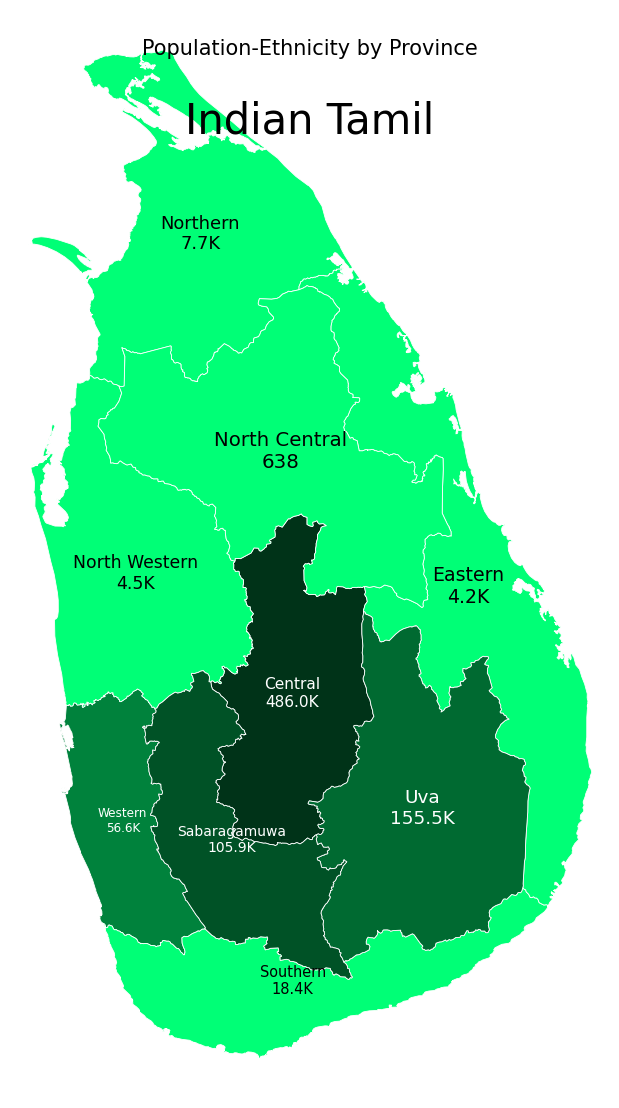 Population-Ethnicity by Province
Indian Tamil
Northern
7.7K
North Central
638
North Western
4.5K
Eastern
4.2K
Central
486.0K
Uva
155.5K
Western
56.6K
Sabaragamuwa
105.9K
Southern
18.4K